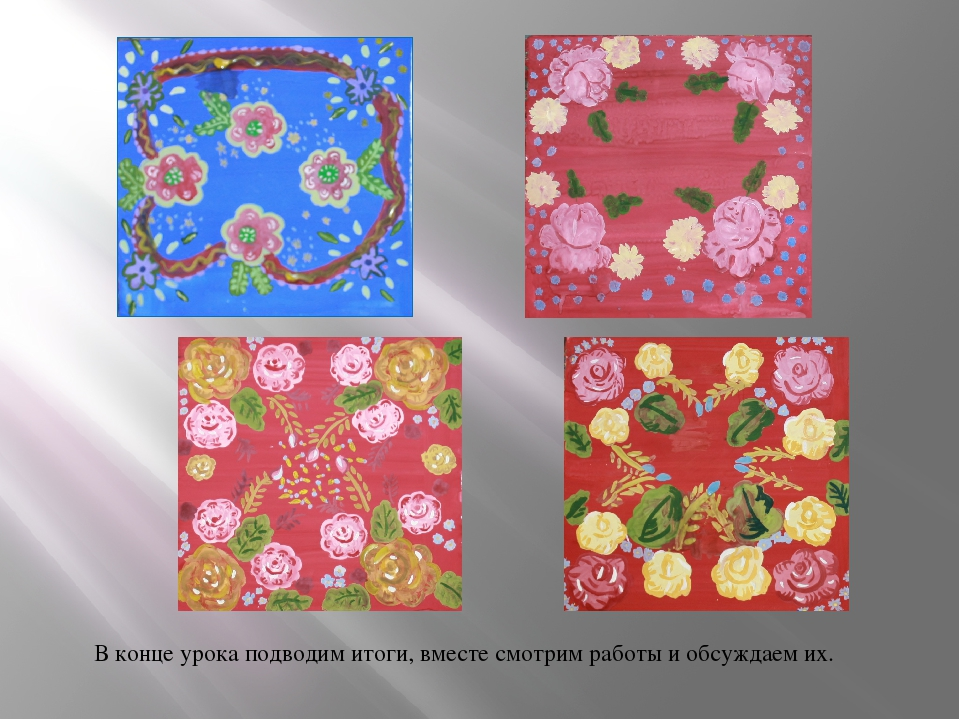 В конце урока подводим итоги, вместе смотрим работы и обсуждаем их.